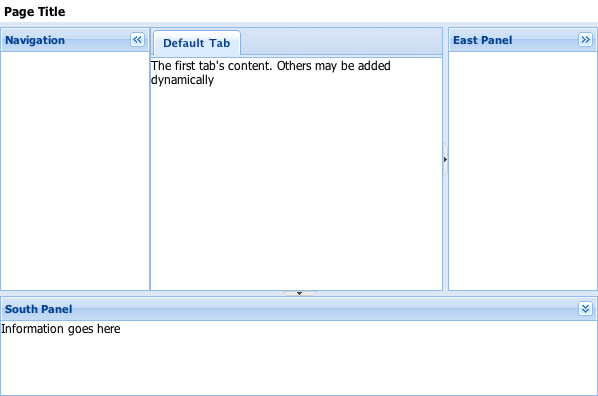 Page Title
Navigation
Default Tab
East Panel
The first tab's content. Others may be added
dynamically
South Panel
Information goes here